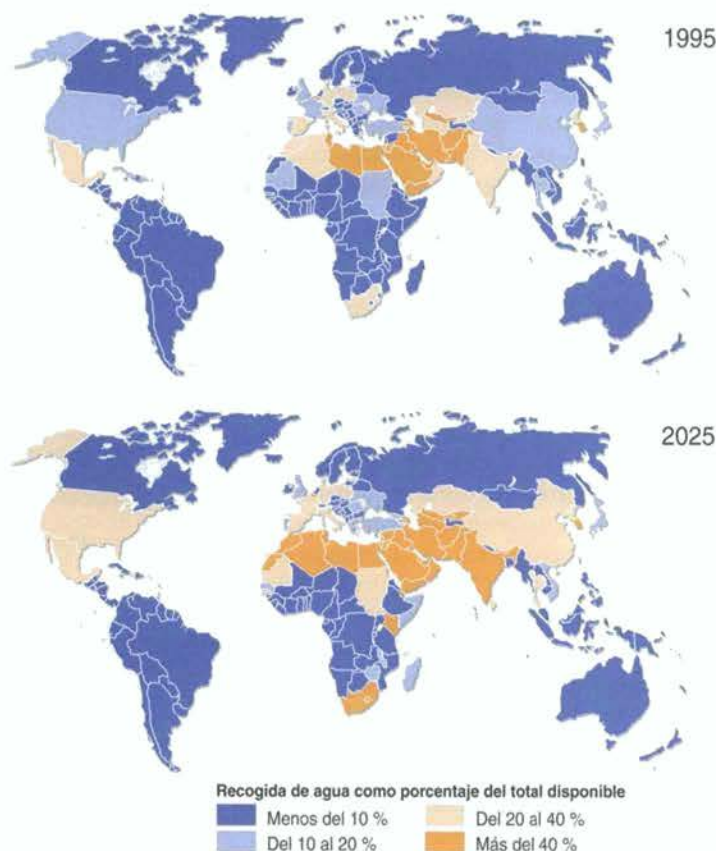 1995
2025
Recogida de agua como porcentaje del total disponible
Menos del 10 %
Del 20 al 40 %
Del 10 al 20 %
Más del 40 %